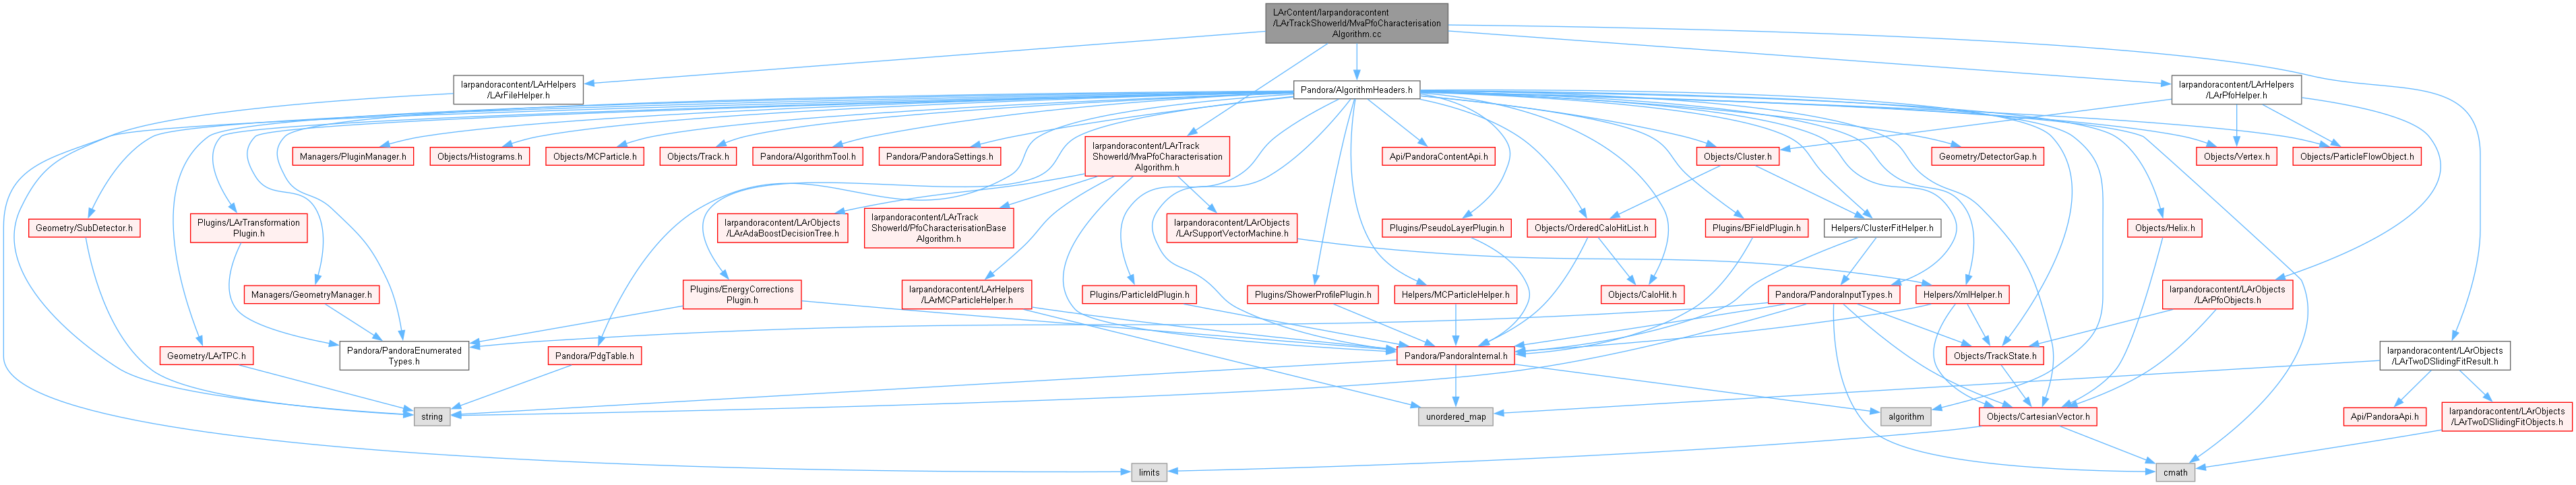 LArContent/larpandoracontent
/LArTrackShowerId/MvaPfoCharacterisation
Algorithm.cc
larpandoracontent/LArHelpers
/LArFileHelper.h
Pandora/AlgorithmHeaders.h
larpandoracontent/LArHelpers
/LArPfoHelper.h
Managers/PluginManager.h
Objects/Histograms.h
Objects/MCParticle.h
Objects/Track.h
Pandora/AlgorithmTool.h
Pandora/PandoraSettings.h
larpandoracontent/LArTrack
ShowerId/MvaPfoCharacterisation
Algorithm.h
Api/PandoraContentApi.h
Objects/Cluster.h
Geometry/DetectorGap.h
Objects/Vertex.h
Objects/ParticleFlowObject.h
Geometry/SubDetector.h
Plugins/LArTransformation
Plugin.h
larpandoracontent/LArObjects
/LArAdaBoostDecisionTree.h
larpandoracontent/LArTrack
ShowerId/PfoCharacterisationBase
Algorithm.h
larpandoracontent/LArObjects
/LArSupportVectorMachine.h
Plugins/PseudoLayerPlugin.h
Objects/OrderedCaloHitList.h
Plugins/BFieldPlugin.h
Helpers/ClusterFitHelper.h
Objects/Helix.h
Managers/GeometryManager.h
Plugins/EnergyCorrections
Plugin.h
larpandoracontent/LArHelpers
/LArMCParticleHelper.h
Plugins/ParticleIdPlugin.h
Plugins/ShowerProfilePlugin.h
Helpers/MCParticleHelper.h
Objects/CaloHit.h
Pandora/PandoraInputTypes.h
Helpers/XmlHelper.h
larpandoracontent/LArObjects
/LArPfoObjects.h
Geometry/LArTPC.h
Pandora/PandoraEnumerated
Types.h
Pandora/PdgTable.h
Pandora/PandoraInternal.h
Objects/TrackState.h
larpandoracontent/LArObjects
/LArTwoDSlidingFitResult.h
string
unordered_map
algorithm
Objects/CartesianVector.h
Api/PandoraApi.h
larpandoracontent/LArObjects
/LArTwoDSlidingFitObjects.h
limits
cmath